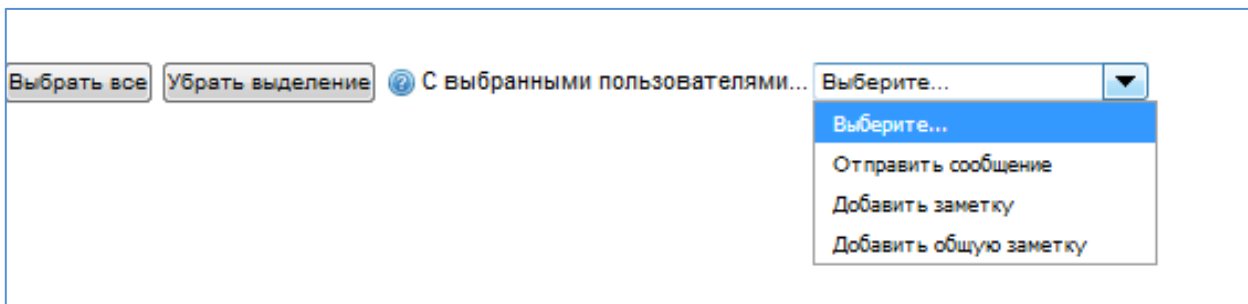 Выбрать все Убрать выделение С выбранными пользователями... Выберите...
Выберите...
Отправить сообщение
Добавить заметку
Добавить общую заметку